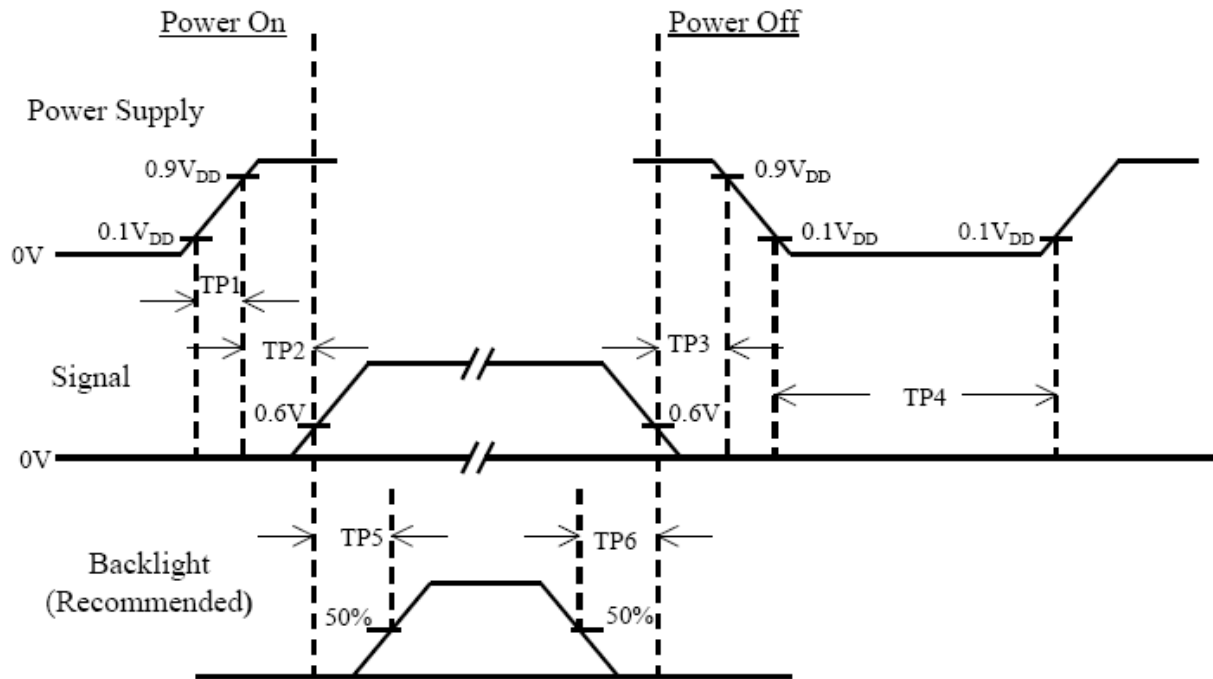 Power On
Power Off
Power Supply
0.9VDD
0.9VDD
0.1VDD
0.1VDD
0.1VDD
0V
TP1
TP2
TP3
Signal
TP4
0.6V
0.6V
0V
TP5
TP6
Backlight
(Recommended)
50%
50%